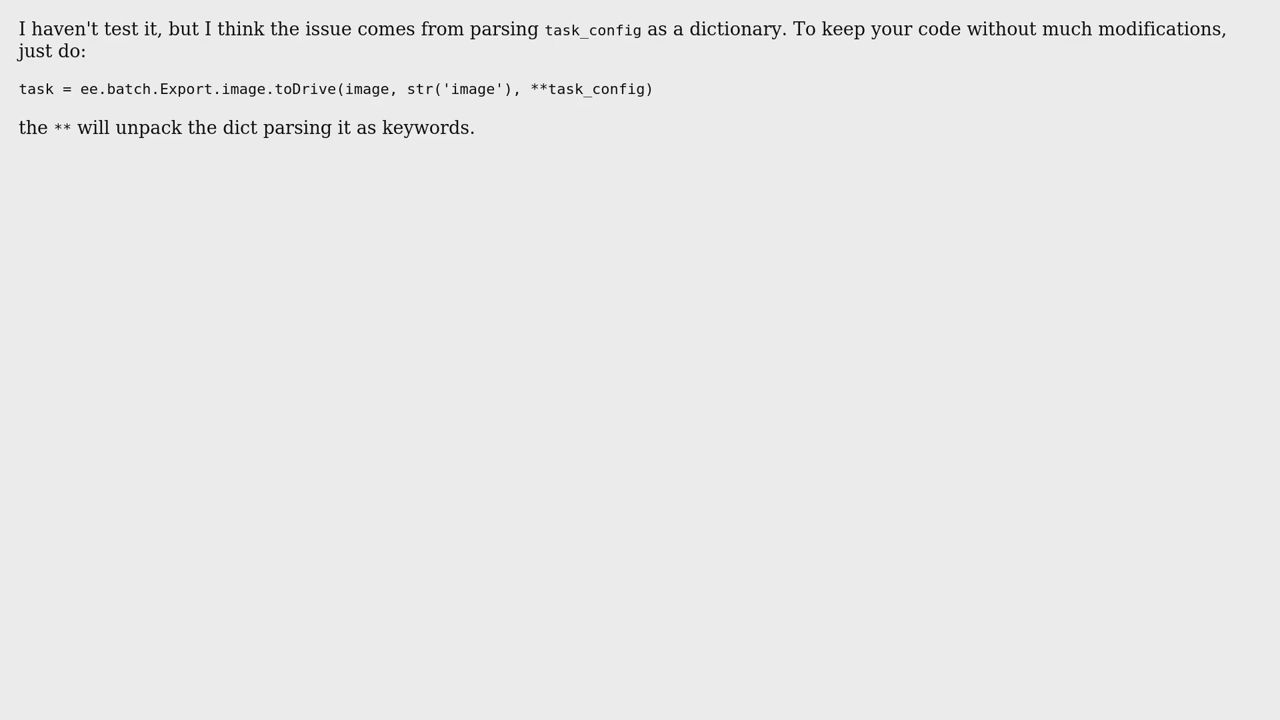 I haven't test it, but I think the issue comes from parsing task_config as a dictionary. To keep your code without much modifications,
just do:
task = ee.batch.Export.image.toDrive(image, str('image'), **task_config)
the ** will unpack the dict parsing it as keywords.